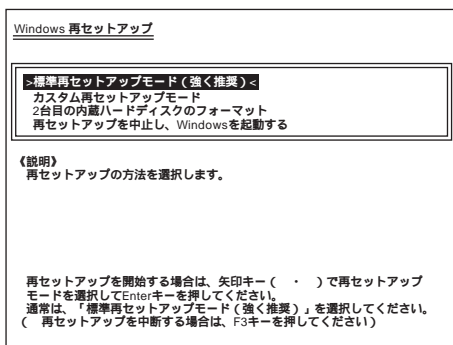 Windows 再セットアップ
>標準再セットアップモード(強く推奨)<
カスタム再セットアップモード
2台目の内蔵ハードディスクのフォーマット
再セットアップを中止し、Windowsを起動する
《説明》
再セットアップの方法を選択します。
再セットアップを開始する場合は、矢印キー( ・ )で再セットアップ
モードを選択してEnterキーを押してください。
通常は、「標準再セットアップモード(強く推奨)」を選択してください。
( 再セットアップを中断する場合は、F3キーを押してください)